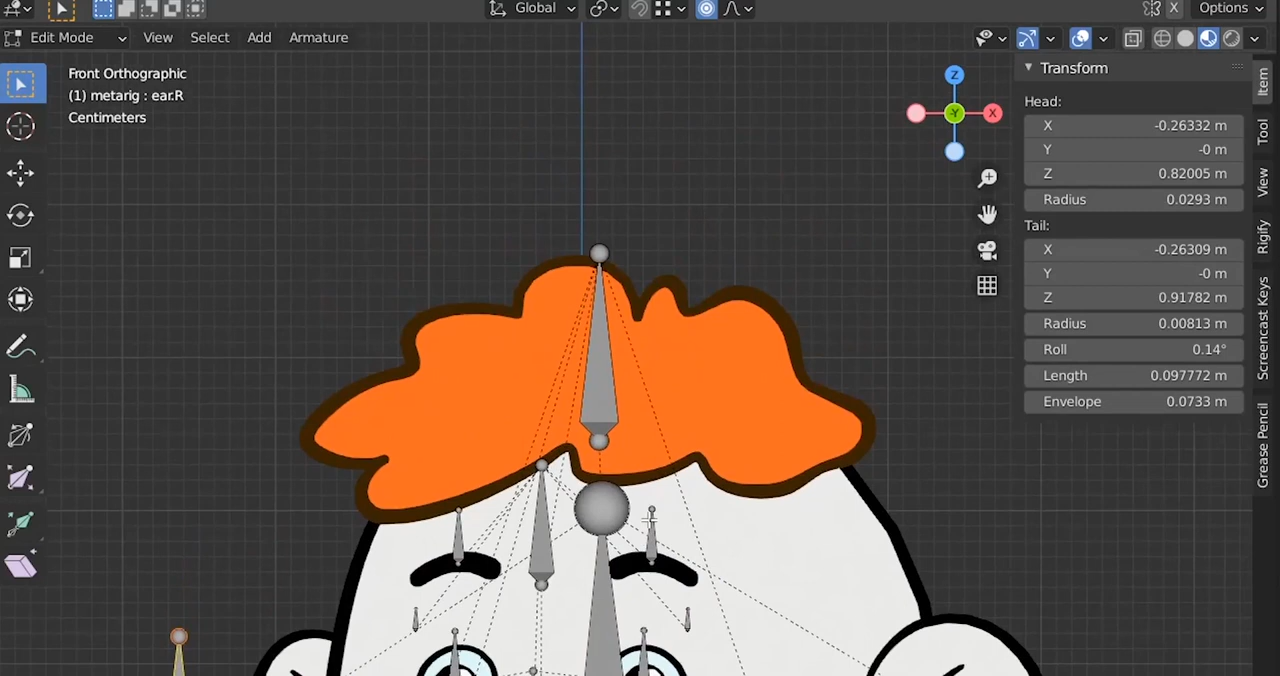 Global
X
Options
Edit Mode
View
Select
Add
Armature
Front Orthographic
(1) metarig : ear.R
Centimeters
Z
Y
X
Transform
Head:
X -0.26332 m
Y -0 m
Z 0.82005 m
Radius 0.0293 m
Tail:
X -0.26309 m
Y -0 m
Z 0.91782 m
Radius 0.00813 m
Roll 0.14°
Length 0.097772 m
Envelope 0.0733 m
Item
Tool
View
Rigify
Screencast Keys
Grease Pencil